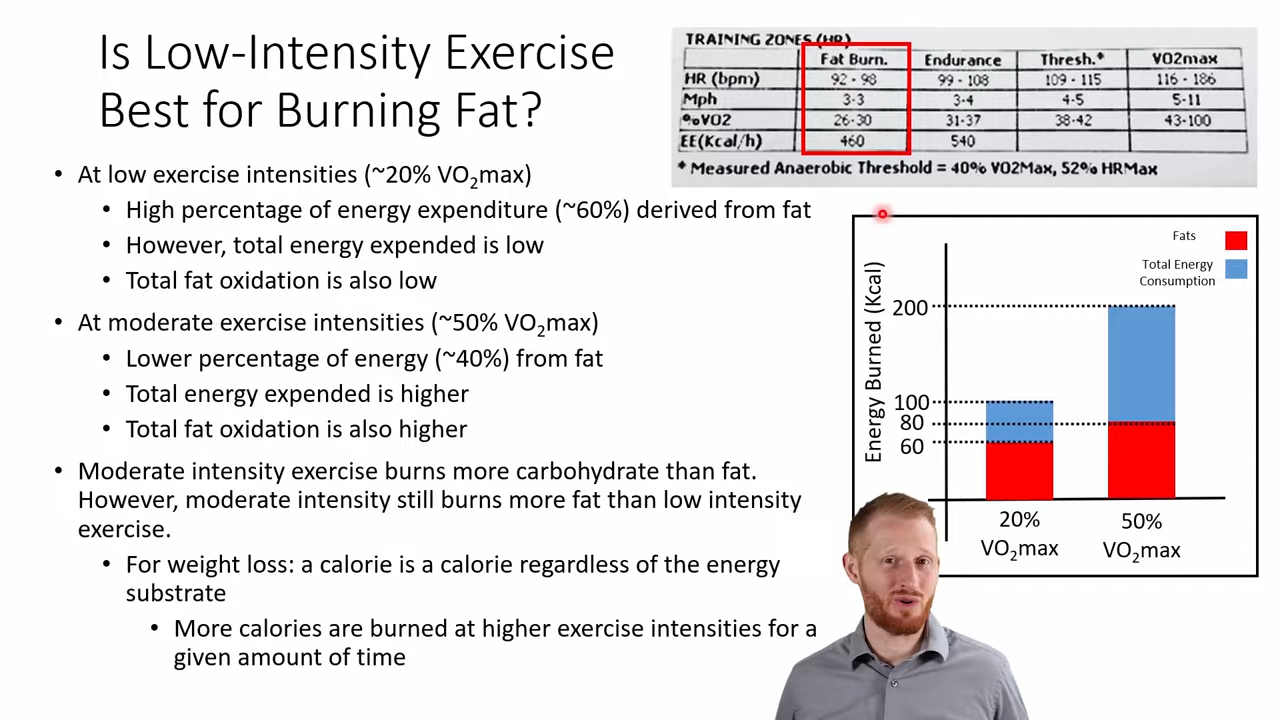 Is Low-Intensity Exercise
Best for Burning Fat?
• At low exercise intensities (~20% VO₂max)
• High percentage of energy expenditure (~60%) derived from fat
• However, total energy expended is low
• Total fat oxidation is also low
• At moderate exercise intensities (~50% VO₂max)
• Lower percentage of energy (~40%) from fat
• Total energy expended is higher
• Total fat oxidation is also higher
• Moderate intensity exercise burns more carbohydrate than fat.
However, moderate intensity still burns more fat than low intensity
exercise.
• For weight loss: a calorie is a calorie regardless of the energy
substrate
• More calories are burned at higher exercise intensities for a
given amount of time
TRAINING ZONES (HR)
Fat Burn. Endurance Thresh.* VO2max
HR (bpm) 92 - 98 99 - 108 109 - 115 116 - 186
Mph 3-3 3-4 4-5 5-11
%VO2 26-30 31-37 38-42 43-100
EE(Kcal/h) 460 540
* Measured Anaerobic Threshold = 40% VO2Max, 52% HRMax
Fats
Total Energy
Consumption
Energy Burned (Kcal)
200
100
80
60
20%
VO₂max
50%
VO₂max